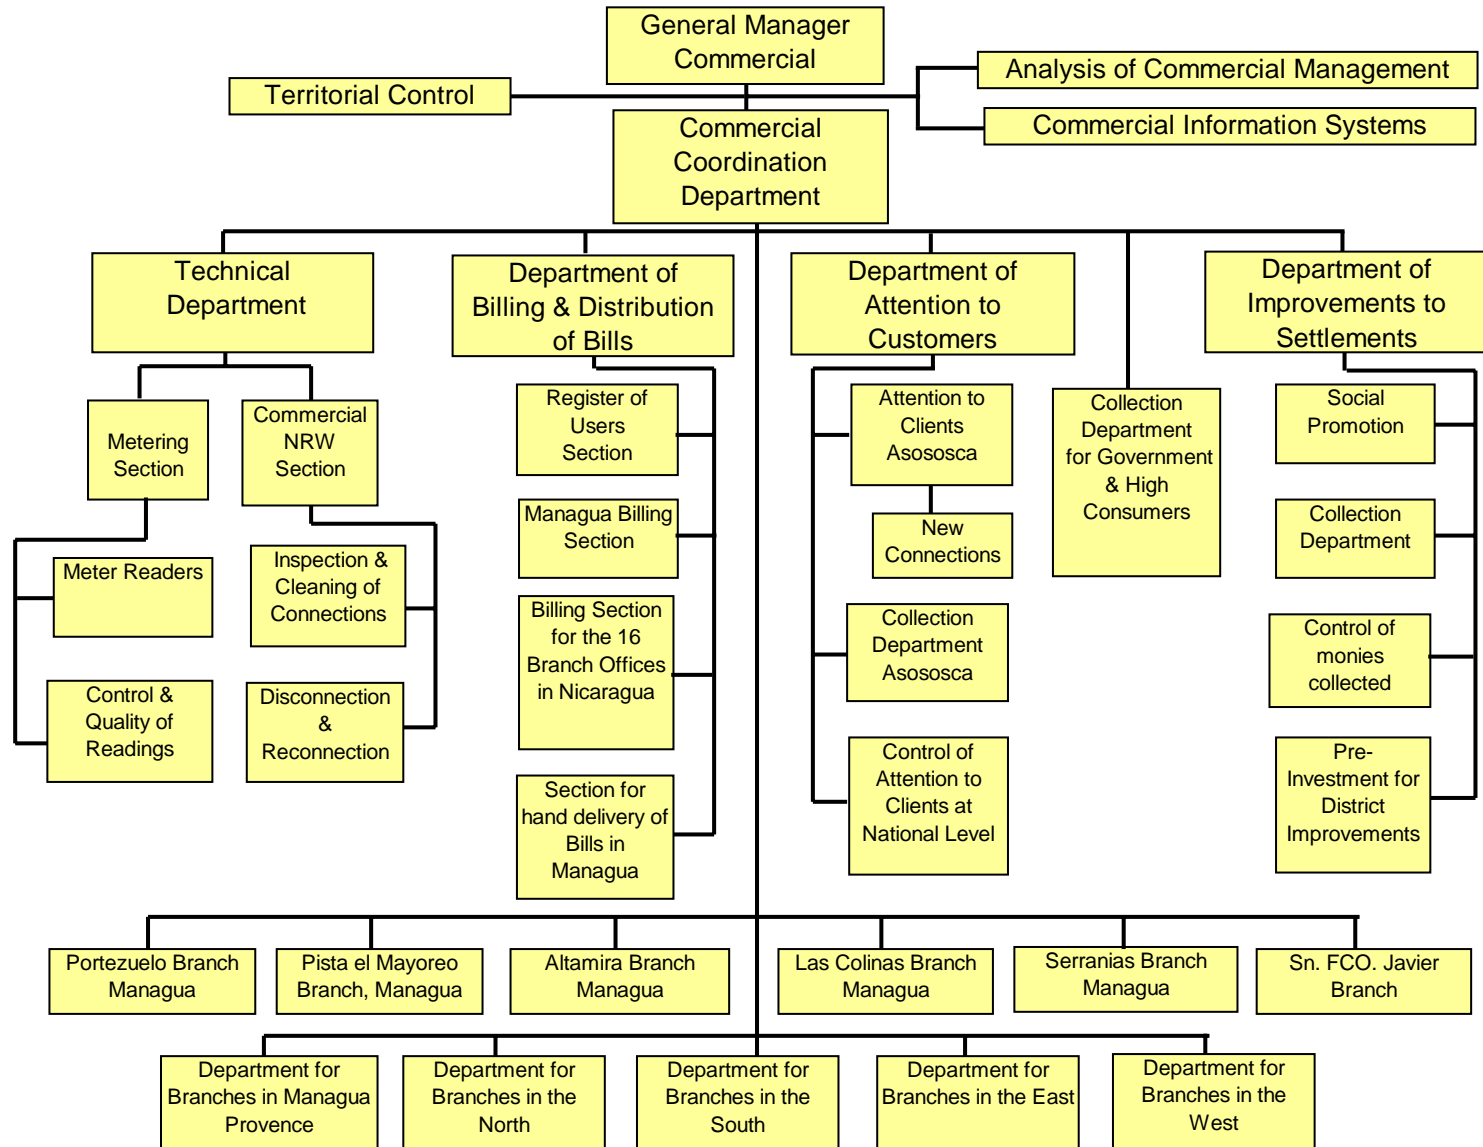 General Manager
Commercial
Territorial Control
Analysis of Commercial Management
Commercial Information Systems
Commercial
Coordination
Department
Technical
Department
Department of
Billing & Distribution
of Bills
Department of
Attention to
Customers
Department of
Improvements to
Settlements
Metering
Section
Commercial
NRW
Section
Meter Readers
Control &
Quality of
Readings
Inspection &
Cleaning of
Connections
Disconnection
&
Reconnection
Register of
Users
Section
Managua Billing
Section
Billing Section
for the 16
Branch Offices
in Nicaragua
Section for
hand delivery of
Bills in
Managua
Attention to
Clients
Asososca
New
Connections
Collection
Department
Asososca
Control of
Attention to
Clients at
National Level
Collection
Department
for Government
& High
Consumers
Social
Promotion
Collection
Department
Control of
monies
collected
Pre-
Investment for
District
Improvements
Portezuelo Branch
Managua
Pista el Mayoreo
Branch, Managua
Altamira Branch
Managua
Las Colinas Branch
Managua
Serranias Branch
Managua
Sn. FCO. Javier
Branch
Department for
Branches in Managua
Provence
Department for
Branches in the
North
Department for
Branches in the
South
Department for
Branches in the East
Department for
Branches in the
West